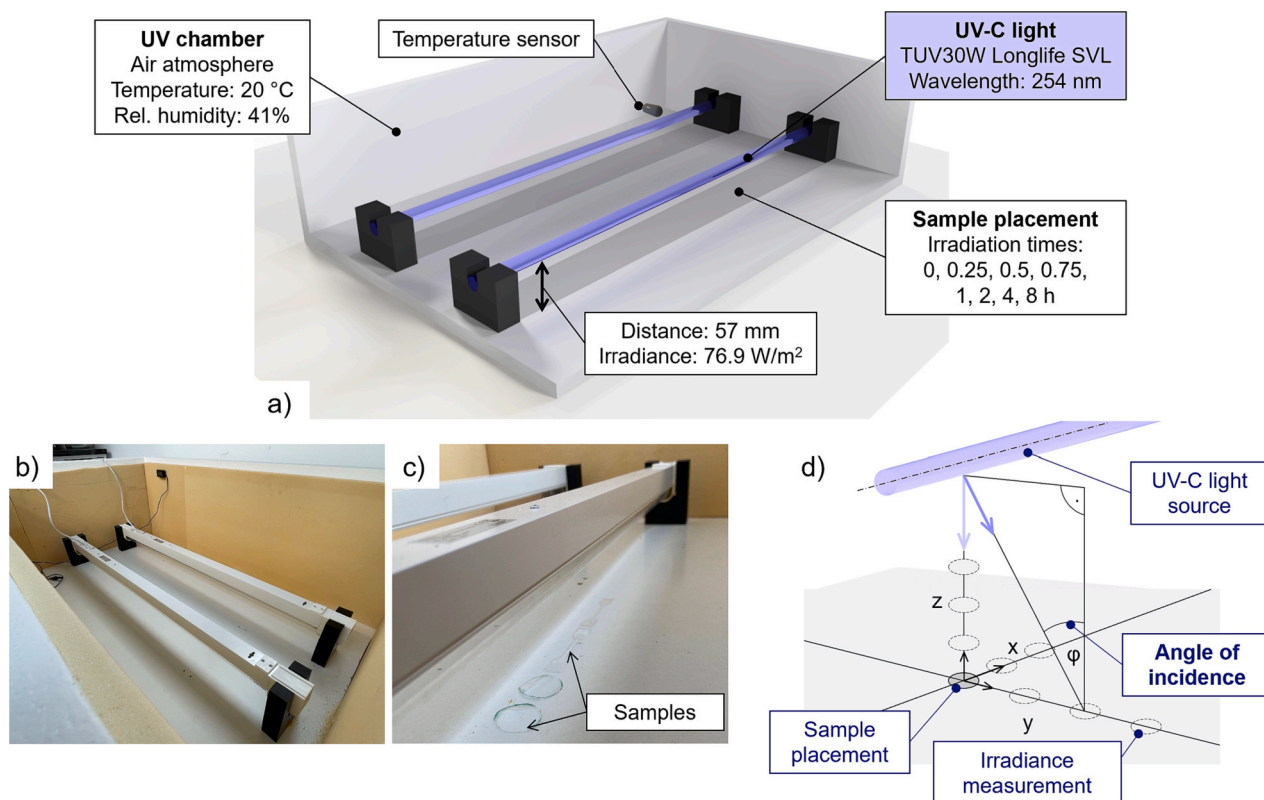 UV chamber
Air atmosphere
Temperature: 20 °C
Rel. humidity: 41%
Temperature sensor
UV-C light
TUV30W Longlife SVL
Wavelength: 254 nm
Sample placement
Irradiation times:
0, 0.25, 0.5, 0.75,
1, 2, 4, 8 h
Distance: 57 mm
Irradiance: 76.9 W/m²
a)
b)
c)
Samples
d)
UV-C light
source
z
x
φ
Angle of
incidence
y
Sample
placement
Irradiance
measurement